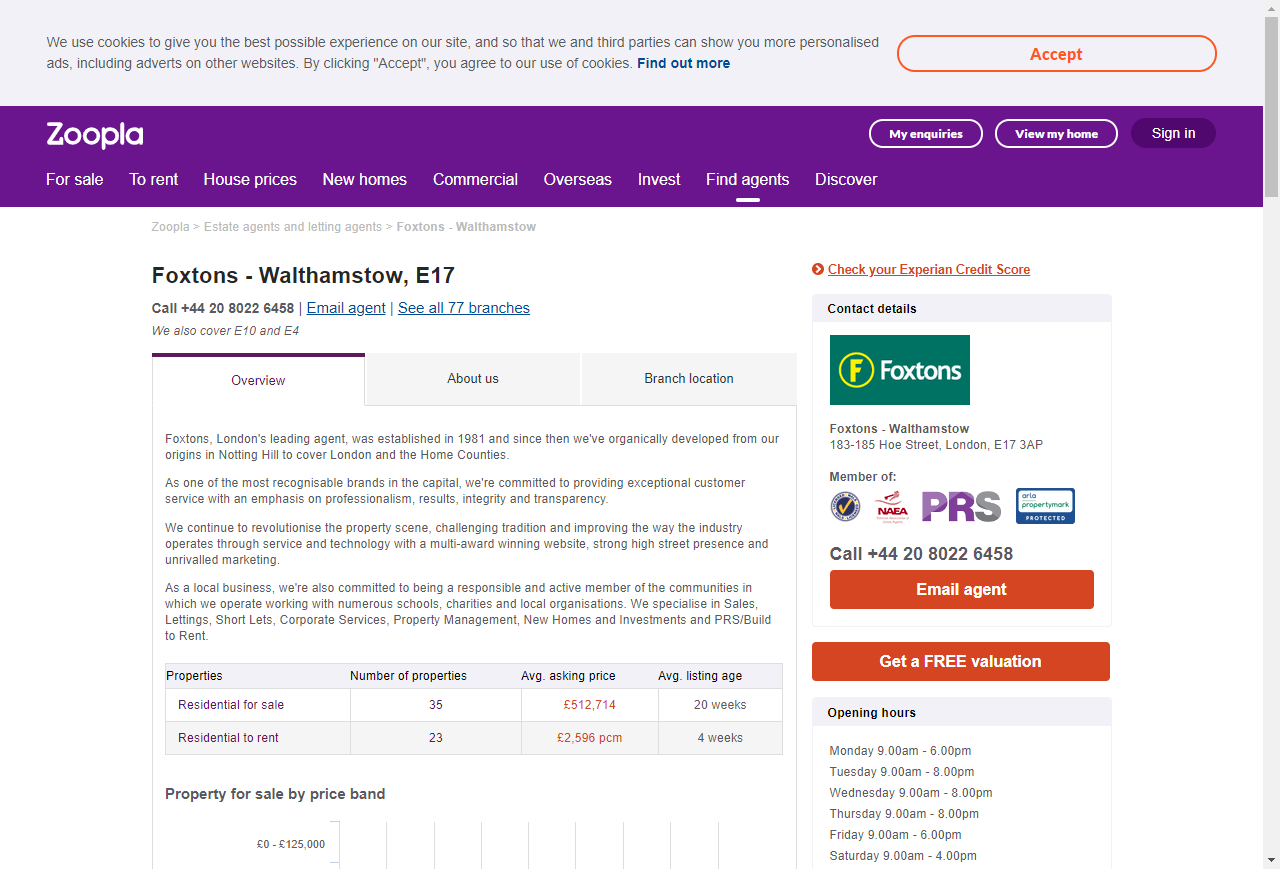 We use cookies to give you the best possible experience on our site, and so that we and third parties can show you more personalised
ads, including adverts on other websites. By clicking "Accept", you agree to our use of cookies. Find out more
Accept
Zoopla
My enquiries
View my home
Sign in
For sale
To rent
House prices
New homes
Commercial
Overseas
Invest
Find agents
Discover
Zoopla > Estate agents and letting agents > Foxtons - Walthamstow
Foxtons - Walthamstow, E17
Call +44 20 8022 6458 | Email agent | See all 77 branches
We also cover E10 and E4
Overview
About us
Branch location
Foxtons, London's leading agent, was established in 1981 and since then we've organically developed from our
origins in Notting Hill to cover London and the Home Counties.
As one of the most recognisable brands in the capital, we're committed to providing exceptional customer
service with an emphasis on professionalism, results, integrity and transparency.
We continue to revolutionise the property scene, challenging tradition and improving the way the industry
operates through service and technology with a multi-award winning website, strong high street presence and
unrivalled marketing.
As a local business, we're also committed to being a responsible and active member of the communities in
which we operate working with numerous schools, charities and local organisations. We specialise in Sales,
Lettings, Short Lets, Corporate Services, Property Management, New Homes and Investments and PRS/Build
to Rent.
Properties Number of properties Avg. asking price Avg. listing age
Residential for sale 35 £512,714 20 weeks
Residential to rent 23 £2,596 pcm 4 weeks
Property for sale by price band
£0 - £125,000
Check your Experian Credit Score
Contact details
Foxtons
Foxtons - Walthamstow
183-185 Hoe Street, London, E17 3AP
Member of:
NAEA
PRS
arla
propertymark
PROTECTED
Call +44 20 8022 6458
Email agent
Get a FREE valuation
Opening hours
Monday 9.00am - 6.00pm
Tuesday 9.00am - 8.00pm
Wednesday 9.00am - 8.00pm
Thursday 9.00am - 8.00pm
Friday 9.00am - 6.00pm
Saturday 9.00am - 4.00pm